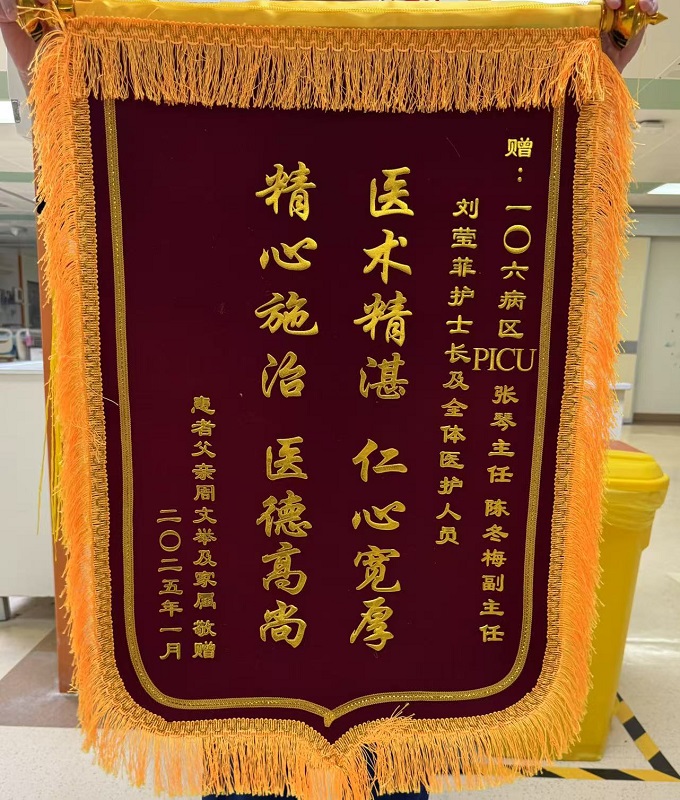 赠：一〇六病区PICU 张琴主任 陈冬梅副主任
刘莹菲护士长及全体医护人员
医术精湛 仁心宽厚
精心施治 医德高尚
患者父亲周文举及家属 敬赠
二〇二五年一月